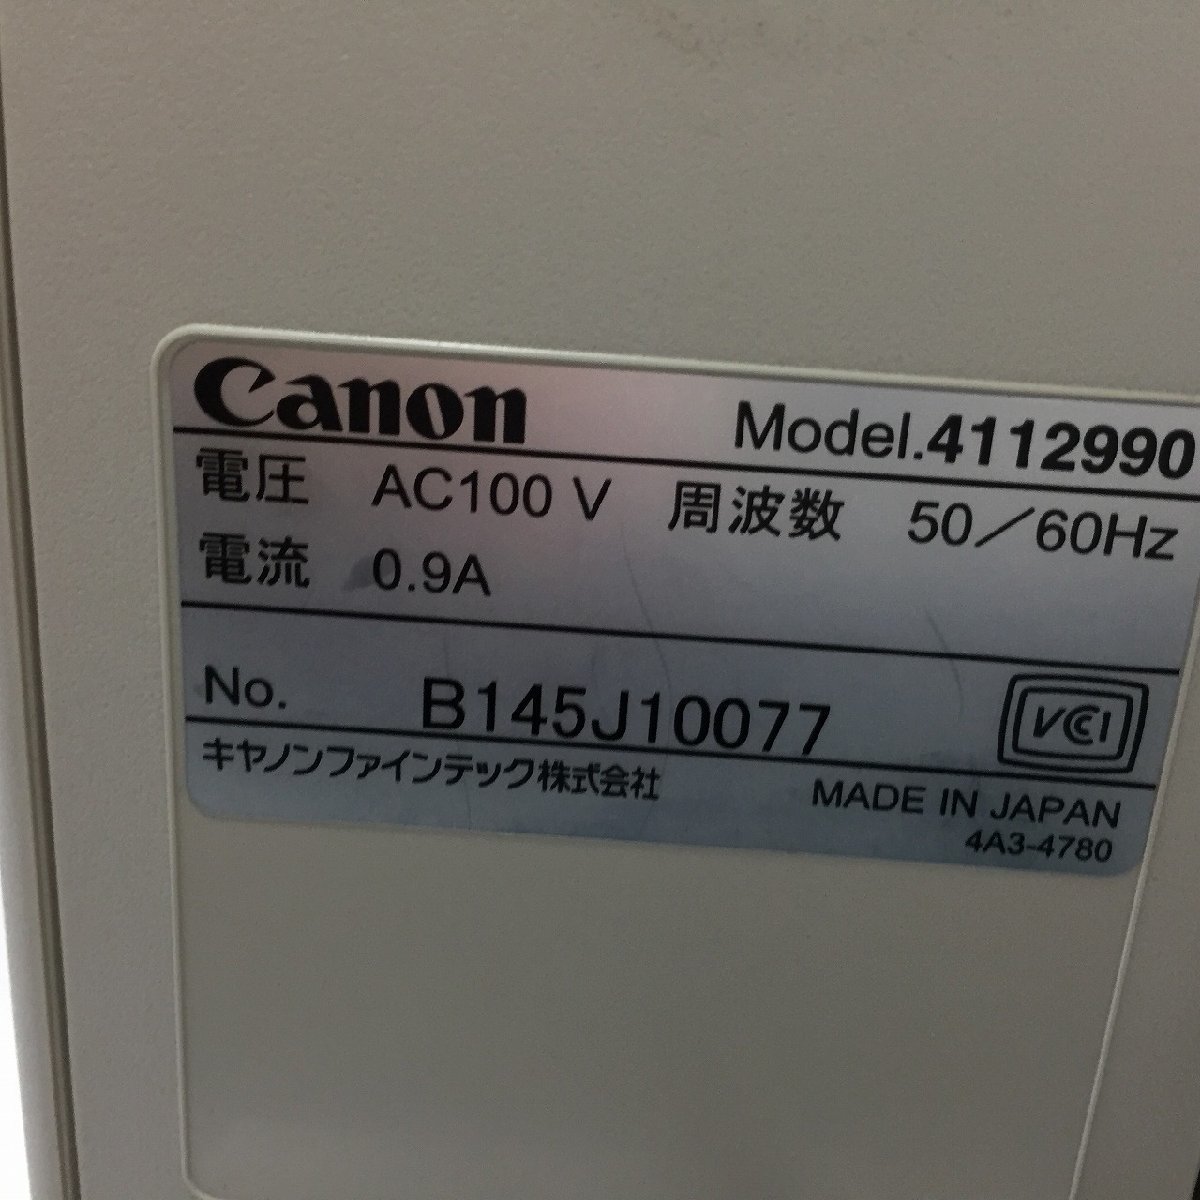 Canon
Model.4112990
電圧 AC100 V 周波数 50／60Hz
電流 0.9A
No. B145J10077
VCCI
キヤノンファインテック株式会社
MADE IN JAPAN
4A3-4780